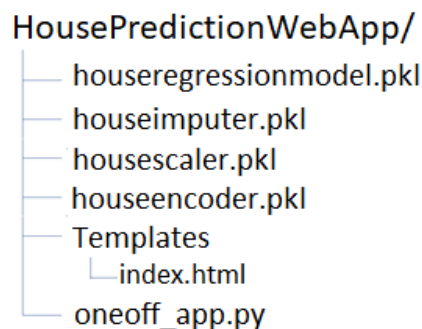 HousePredictionWebApp/
houseregressionmodel.pkl
houseimputer.pkl
housescaler.pkl
houseencoder.pkl
Templates
index.html
oneoff_app.py